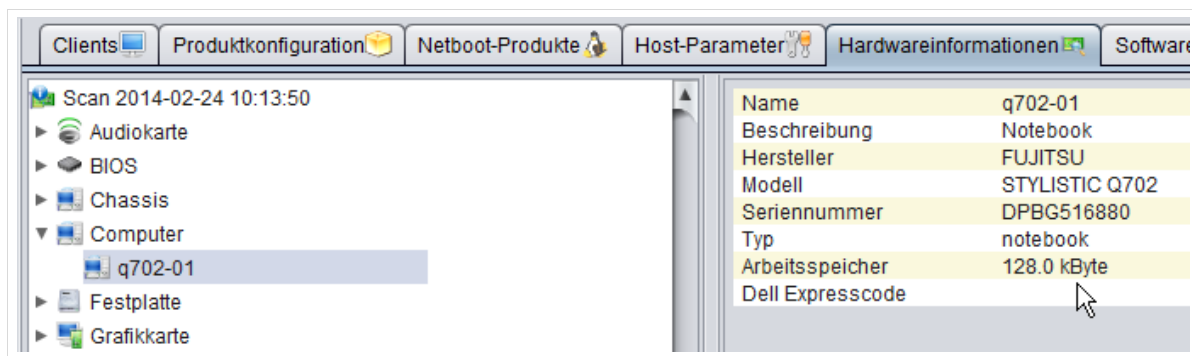 Clients Produktkonfiguration Netboot-Produkte Host-Parameter Hardwareinformationen Software
Scan 2014-02-24 10:13:50
Audiokarte
BIOS
Chassis
Computer
q702-01
Festplatte
Grafikkarte
Name q702-01
Beschreibung Notebook
Hersteller FUJITSU
Modell STYLISTIC Q702
Seriennummer DPBG516880
Typ notebook
Arbeitsspeicher 128.0 kByte
Dell Expresscode